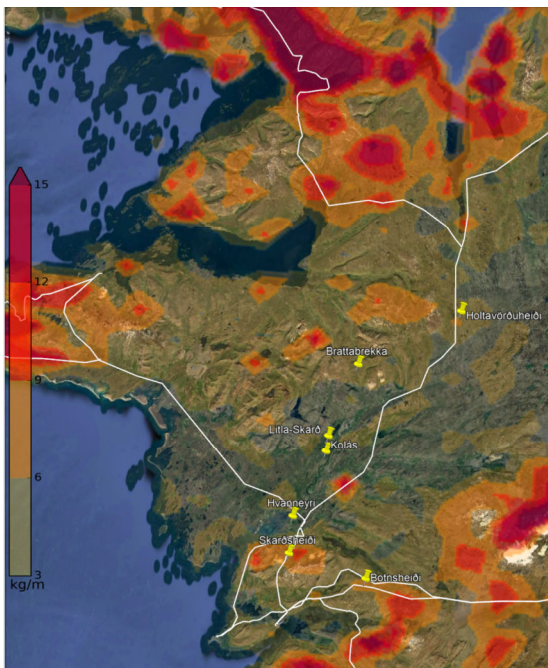 15
12
9
6
3
kg/m
Holtavörðuheiði
Brattabrekka
Litla-Skarð
Kolás
Hvanneyri
Skarðsheiði
Botnsheiði